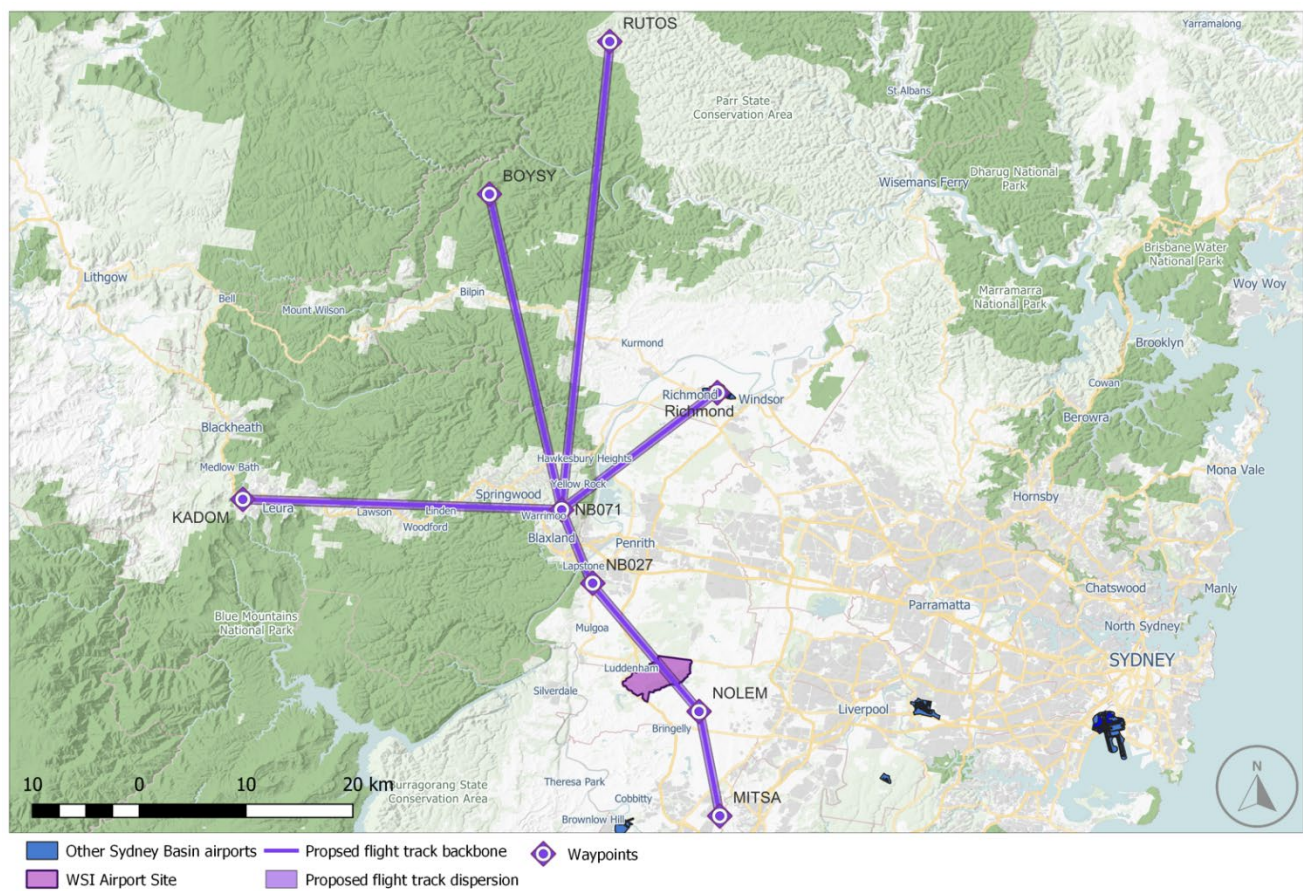 RUTOS
Yarramalong
St Albans
Parr State
Conservation Area
BOYSY
Wisemans Ferry
Dharug National
Park
Brisbane Water
National Park
Lithgow
Bell
Mount Wilson
Bilpin
Marramarra
National Park
Woy Woy
Kurmond
Brooklyn
Cowan
Richmond
Windsor
Richmond
Berowra
Blackheath
Medlow Bath
Hawkesbury Heights
Mona Vale
Yellow Rock
Springwood
Hornsby
KADOM
Leura
Lawson
Linden
Woodford
Warrimoo
NB071
Blaxland
Penrith
Lapstone
NB027
Chatswood
Manly
Parramatta
Blue Mountains
National Park
Mulgoa
North Sydney
Luddenham
SYDNEY
Silverdale
NOLEM
Liverpool
Bringelly
N
10 0 10 20 km
Burragorang State
Conservation Area
Theresa Park
Cobbitty
MITSA
Brownlow Hill
Other Sydney Basin airports
Propsed flight track backbone
Waypoints
WSI Airport Site
Proposed flight track dispersion